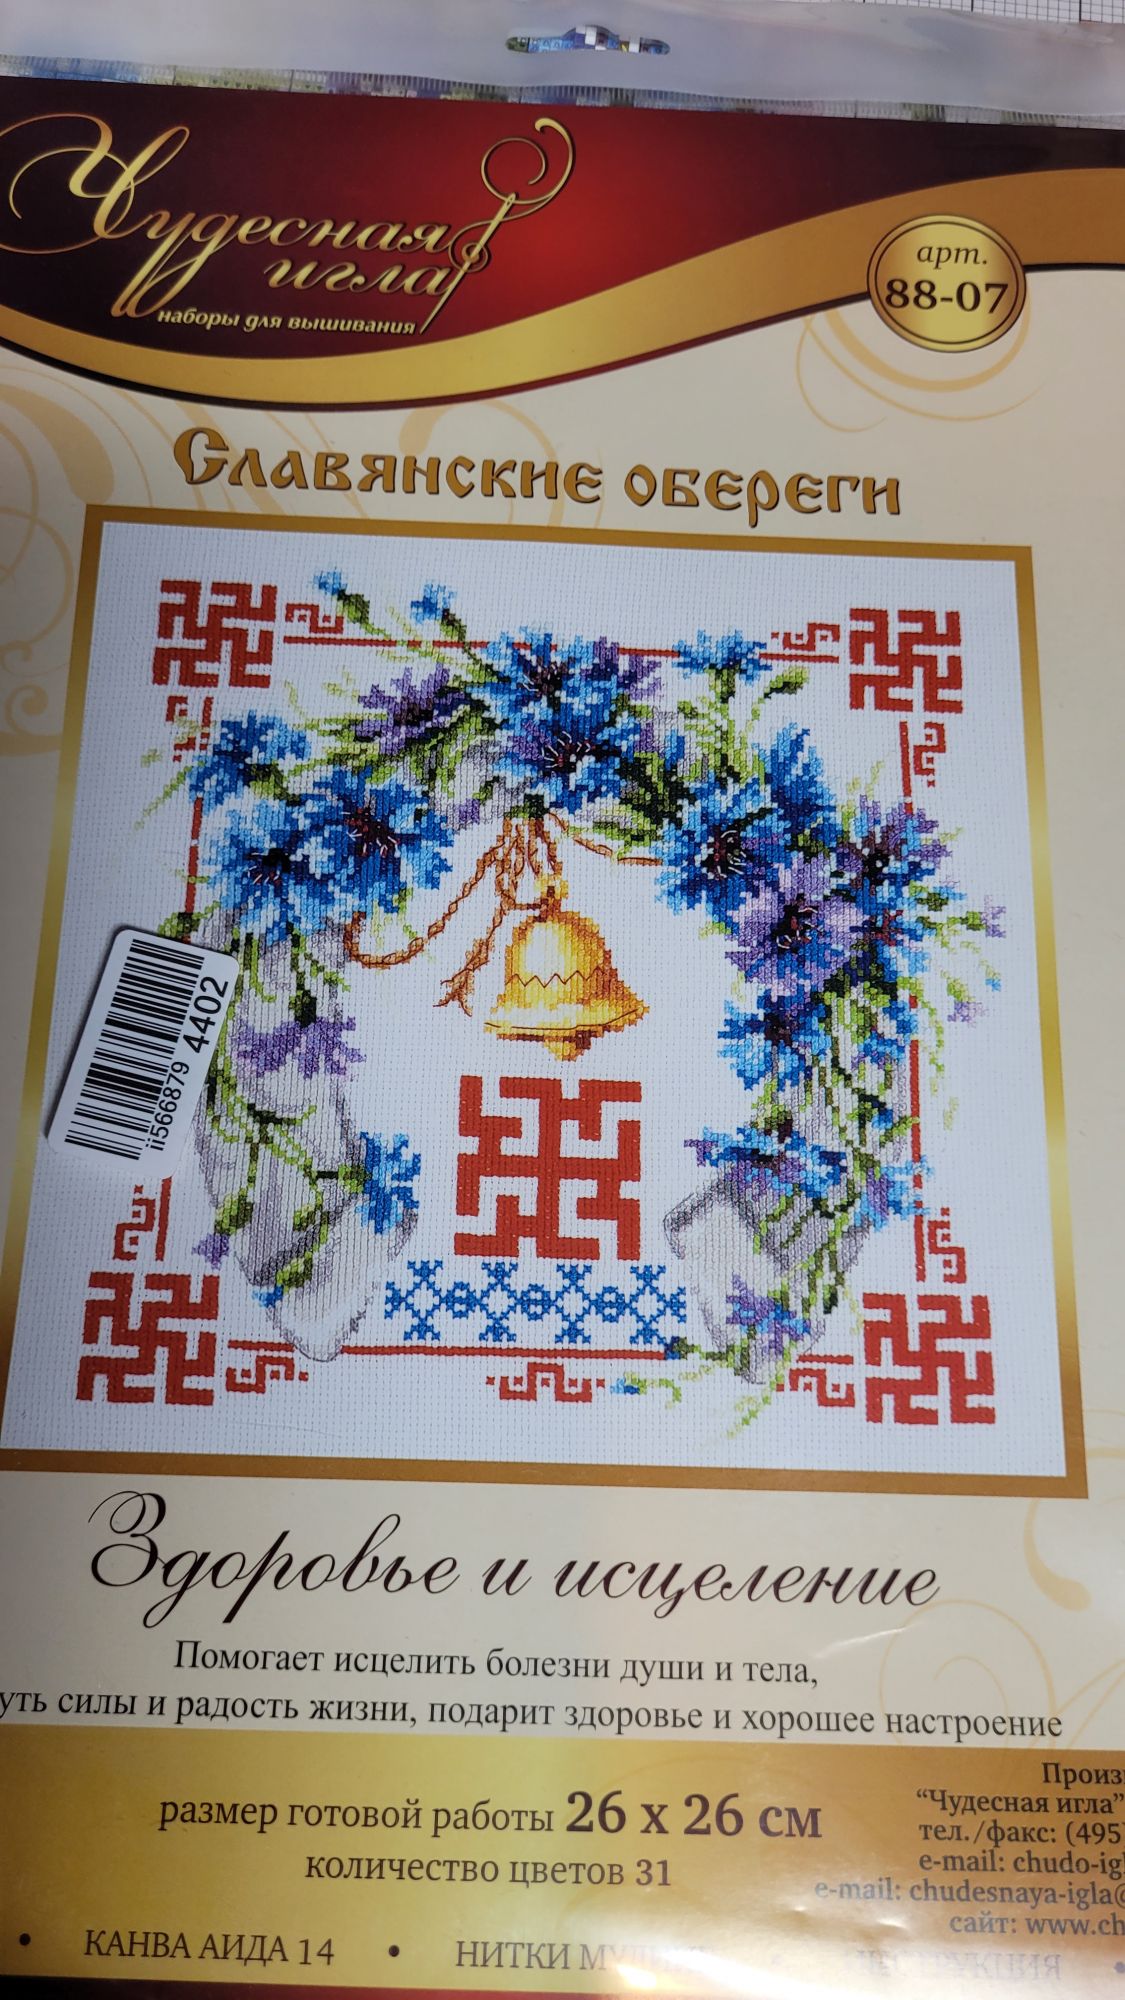 Чудесная
игла
наборы для вышивания
арт.
88-07
Славянские обереги
ii566879 4402
Здоровье и исцеление
Помогает исцелить болезни души и тела,
силы и радость жизни, подарит здоровье и хорошее настроение
размер готовой работы 26 x 26 см
количество цветов 31
“Чудесная игла”
тел./факс: (495)
e-mail: chudo-igl
e-mail: chudesnaya-igla@
сайт: www.ch
• КАНВА АИДА 14 • НИТКИ ИНСТРУКЦИЯ •